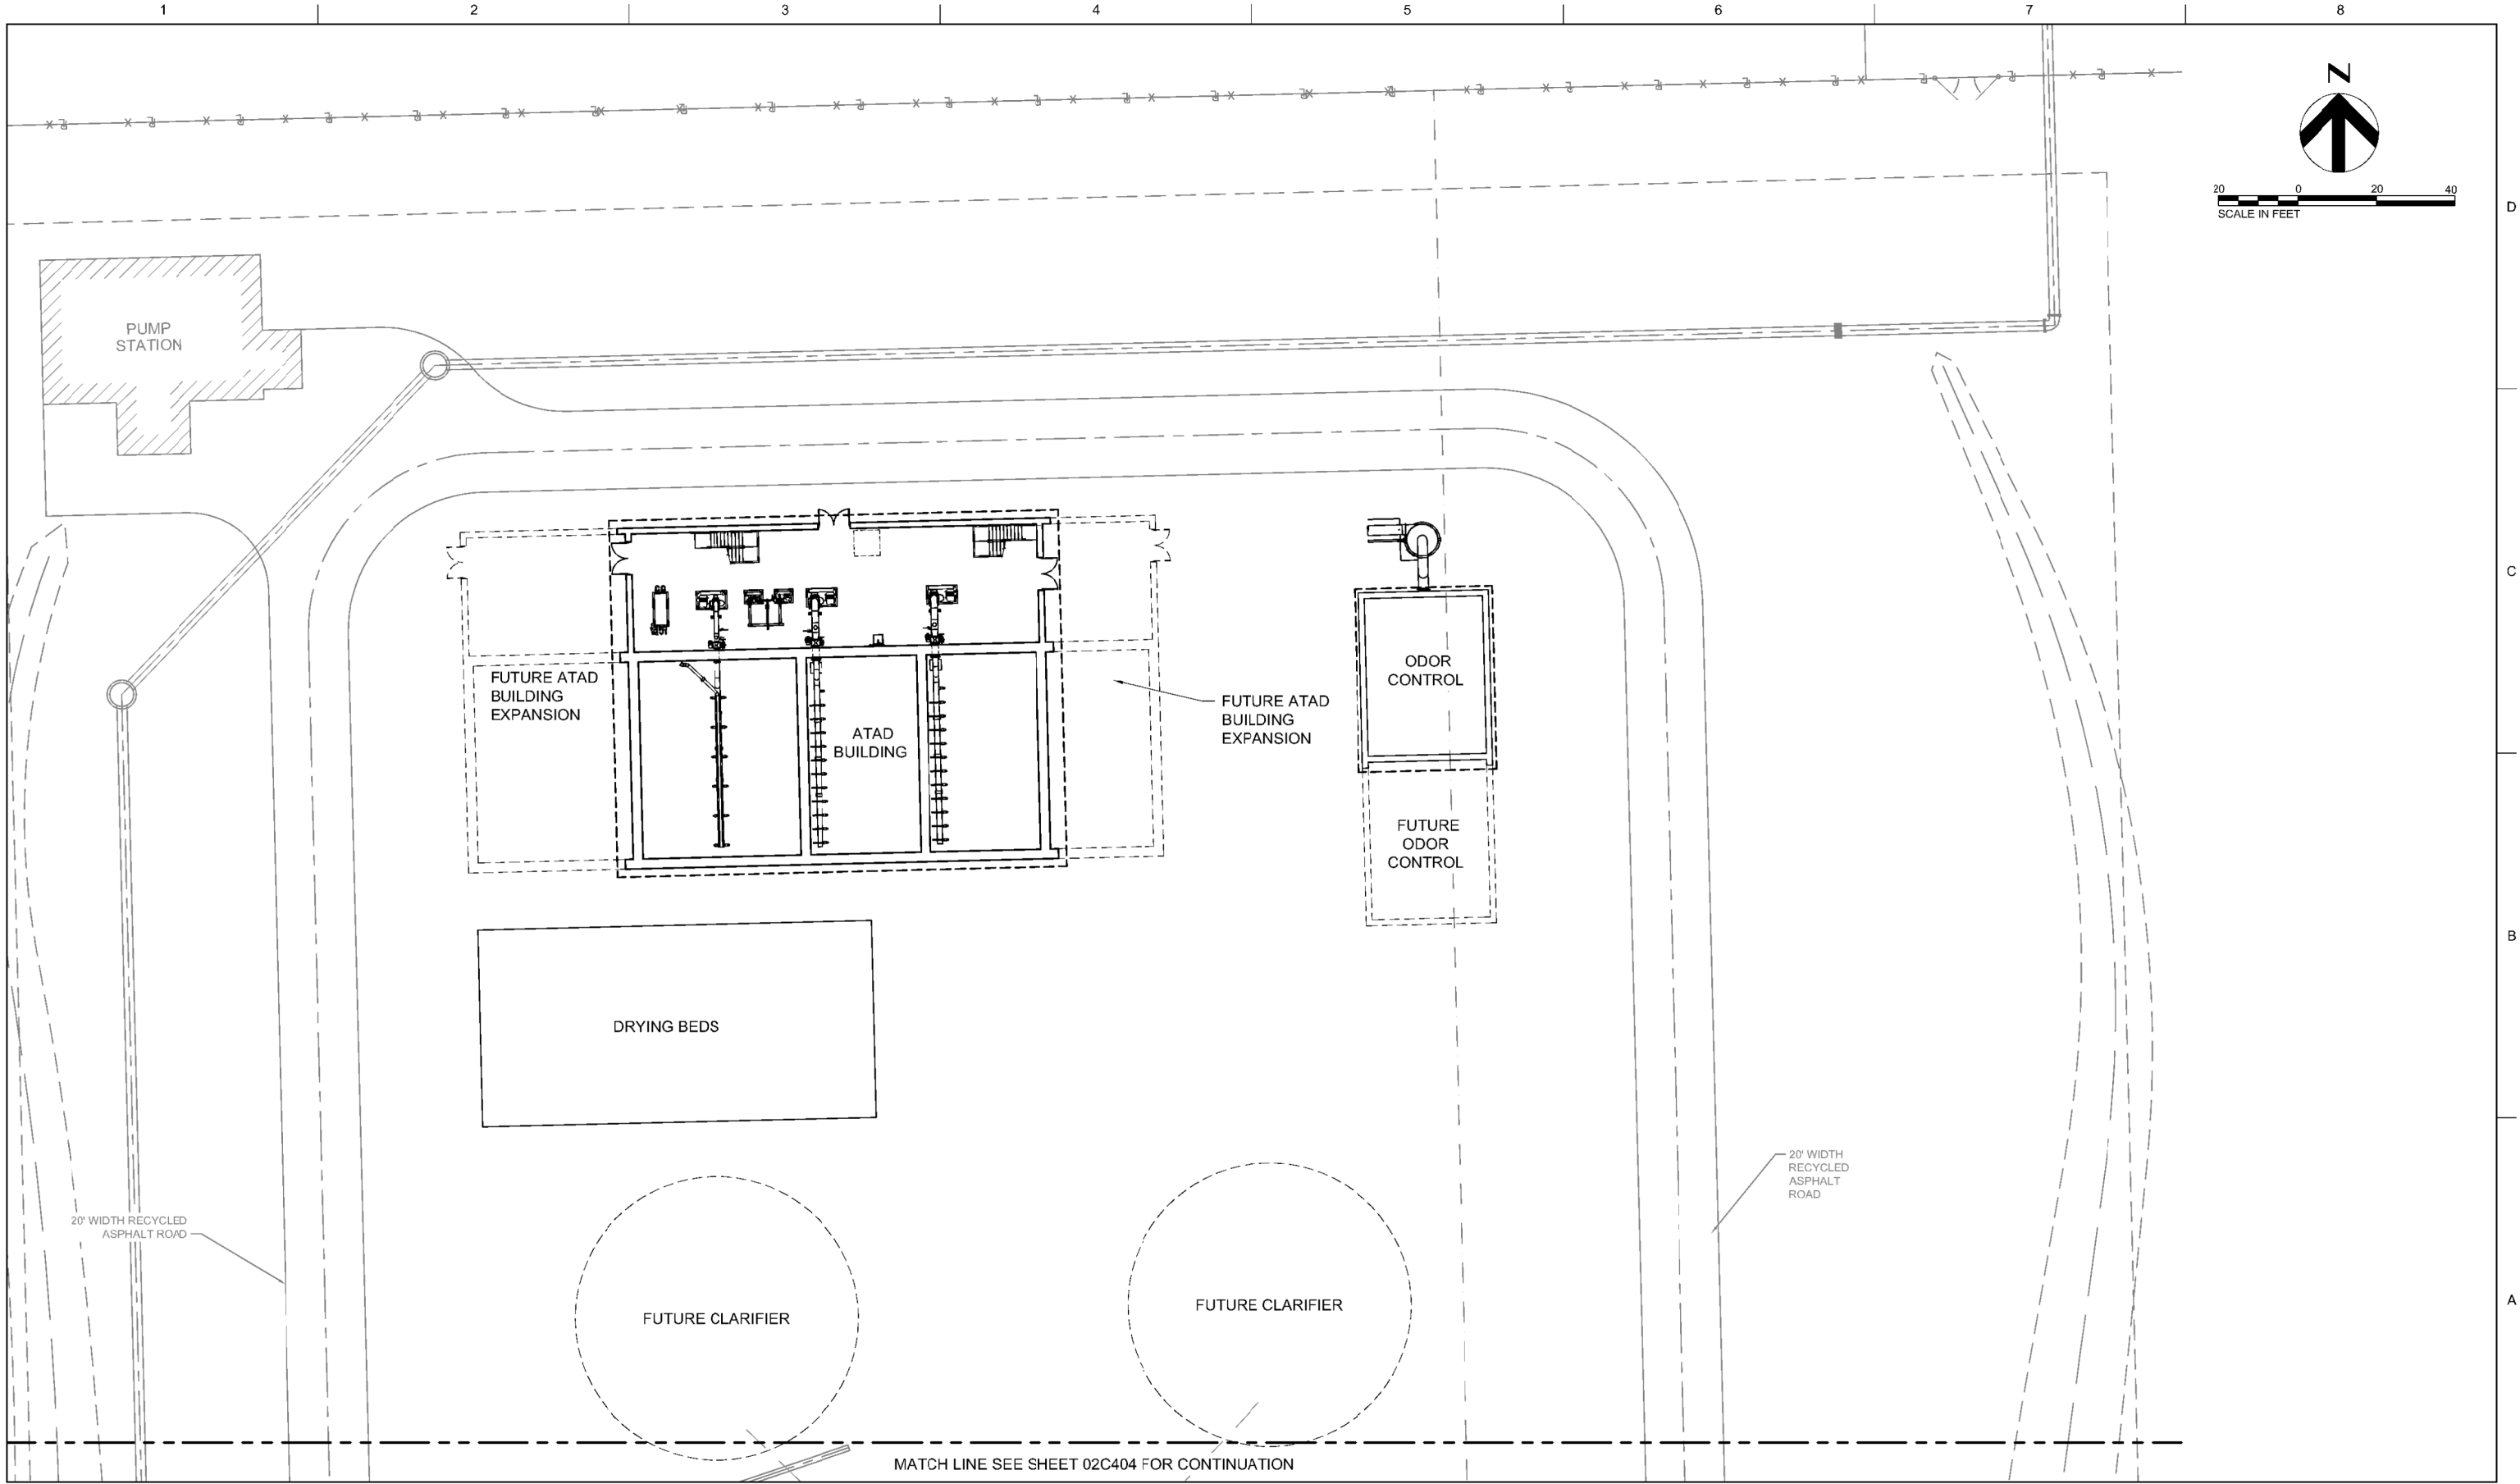 1 2 3 4 5 6 7 8
N
20 0 20 40
SCALE IN FEET
D
PUMP
STATION
C
ODOR
CONTROL
FUTURE ATAD
BUILDING
EXPANSION
FUTURE ATAD
BUILDING
EXPANSION
ATAD
BUILDING
FUTURE
ODOR
CONTROL
B
DRYING BEDS
20' WIDTH
RECYCLED
ASPHALT
ROAD
20' WIDTH RECYCLED
ASPHALT ROAD
A
FUTURE CLARIFIER
FUTURE CLARIFIER
MATCH LINE SEE SHEET 02C404 FOR CONTINUATION